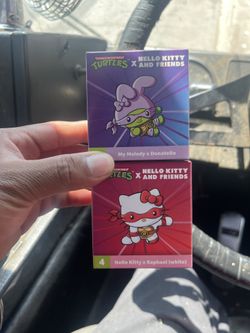 TURTLES X HELLO KITTY
AND FRIENDS
My Melody x Donatello
TURTLES X HELLO KITTY
AND FRIENDS
4 Hello Kitty x Raphael (white)